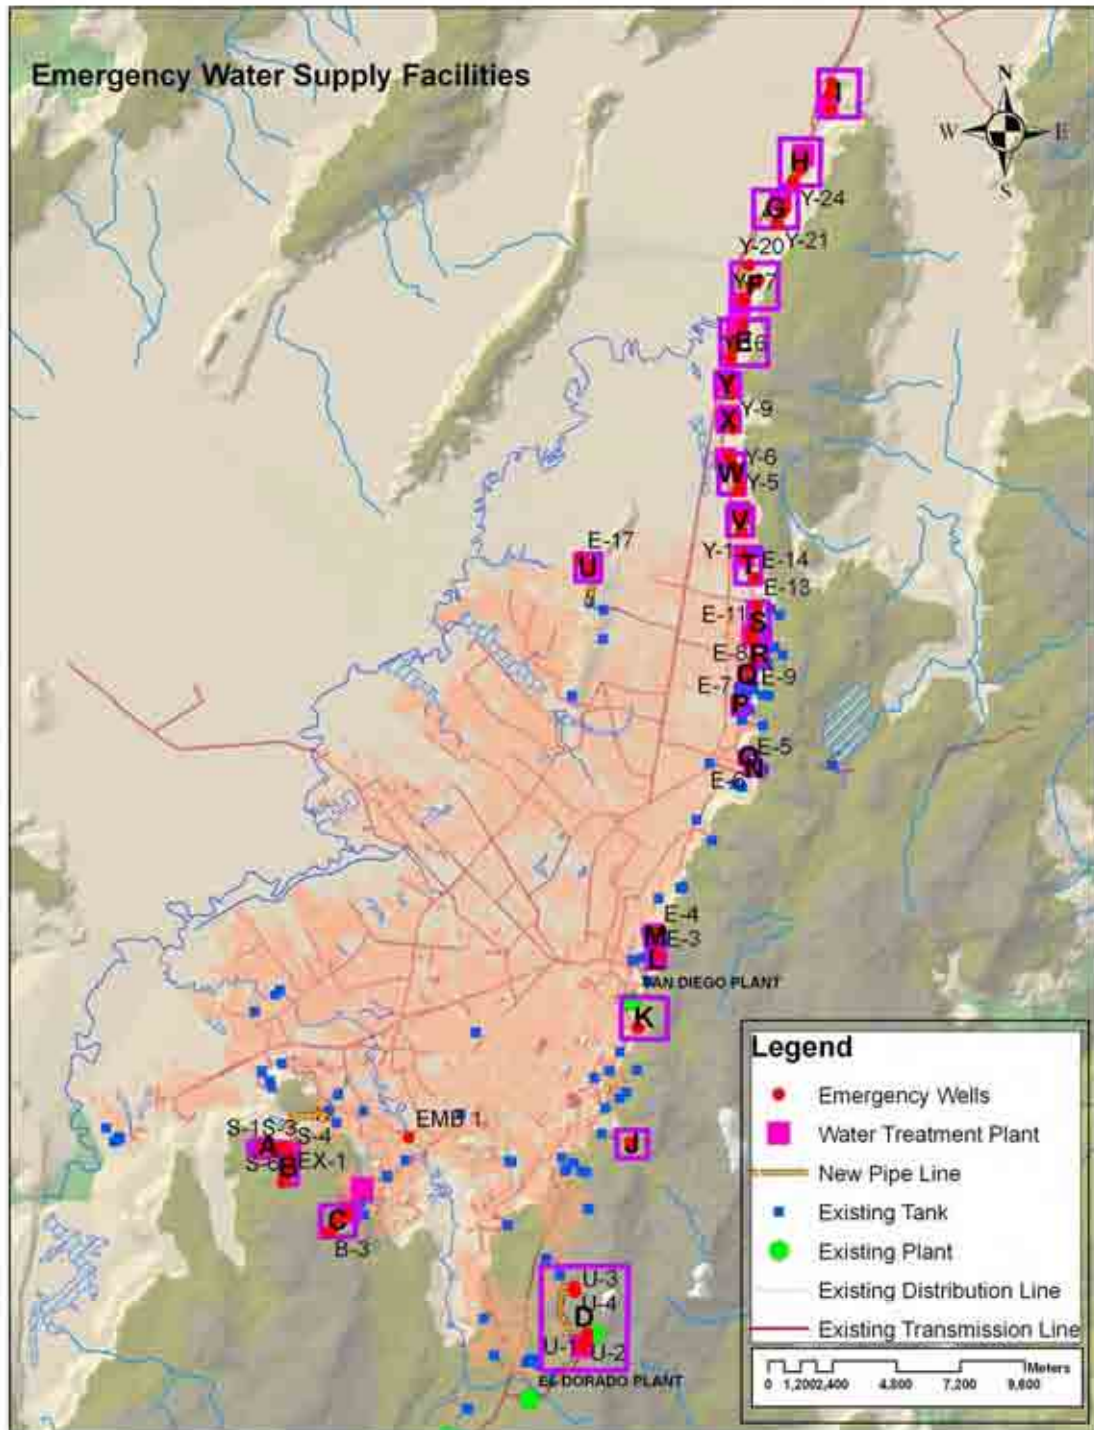 Emergency Water Supply Facilities
N
W E
S
I
H
Y-24
G
Y-20 Y-21
F
E
Y
Y-9
X
Y-6
W
Y-5
V
E-17
U
Y-1
T
E-14
E-13
E-11
S
E-8
R
Q
E-9
E-7
P
E-5
O
N
E-4
M
E-3
L
SAN DIEGO PLANT
K
EMB 1
S-1 S-3
S-4
A
EX-1
B
J
C
B-3
U-3
U-4
D
U-1
U-2
EL DORADO PLANT
Legend
Emergency Wells
Water Treatment Plant
New Pipe Line
Existing Tank
Existing Plant
Existing Distribution Line
Existing Transmission Line
Meters
0 1,200 2,400 4,800 7,200 9,600